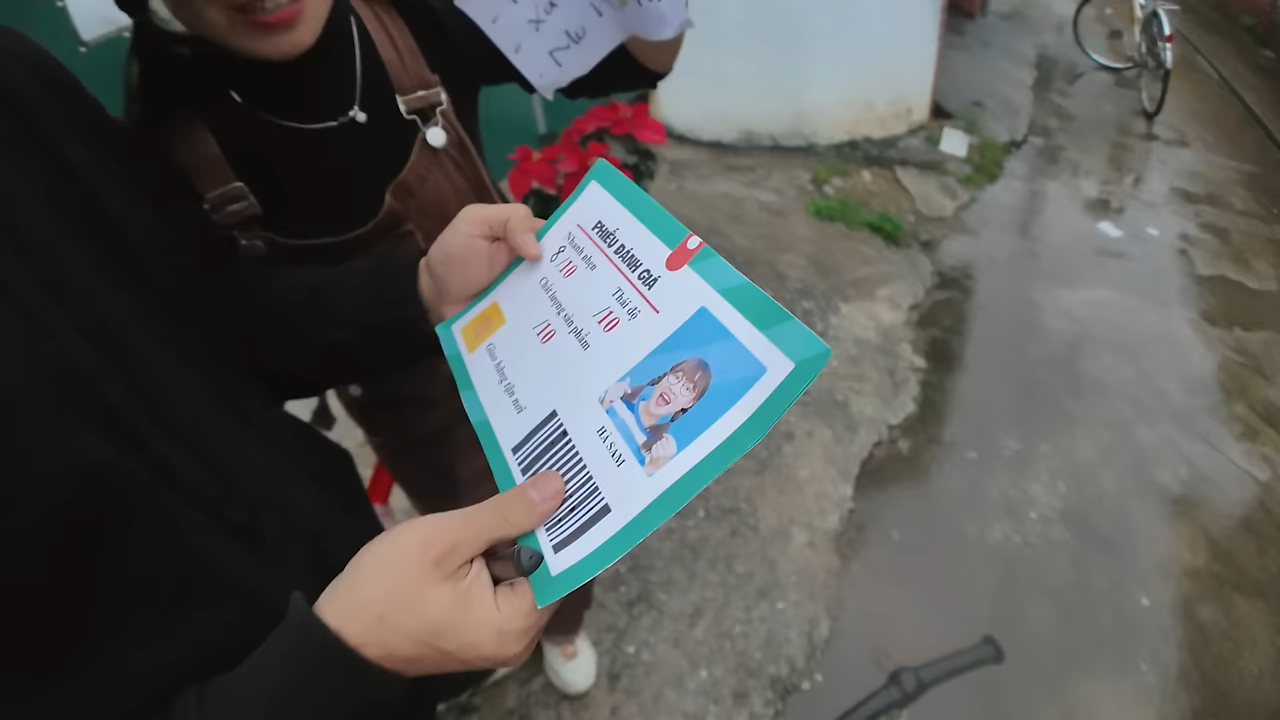 PHIẾU ĐÁNH GIÁ
Nhanh nhẹn
8/10
Thái độ
/10
Chất lượng sản phẩm
/10
Giao hàng tận nơi
HÀ SAM